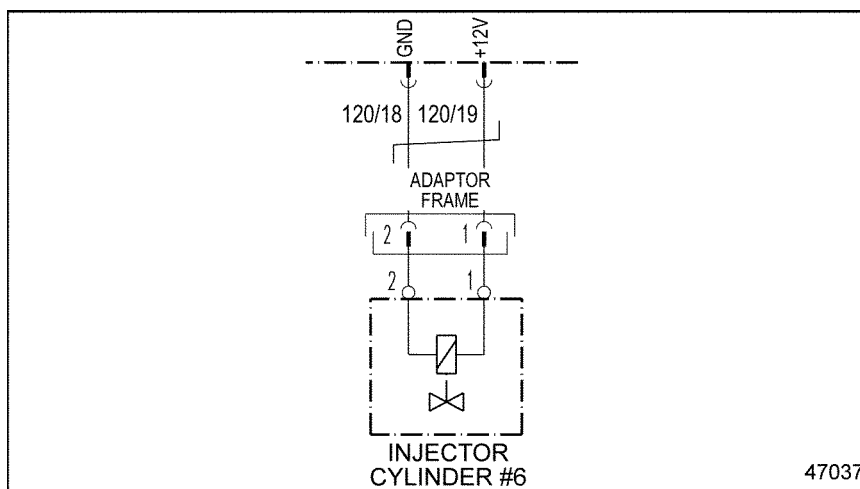 GND +12V
120/18 120/19
ADAPTOR
FRAME
2 1
2 1
INJECTOR
CYLINDER #6
47037